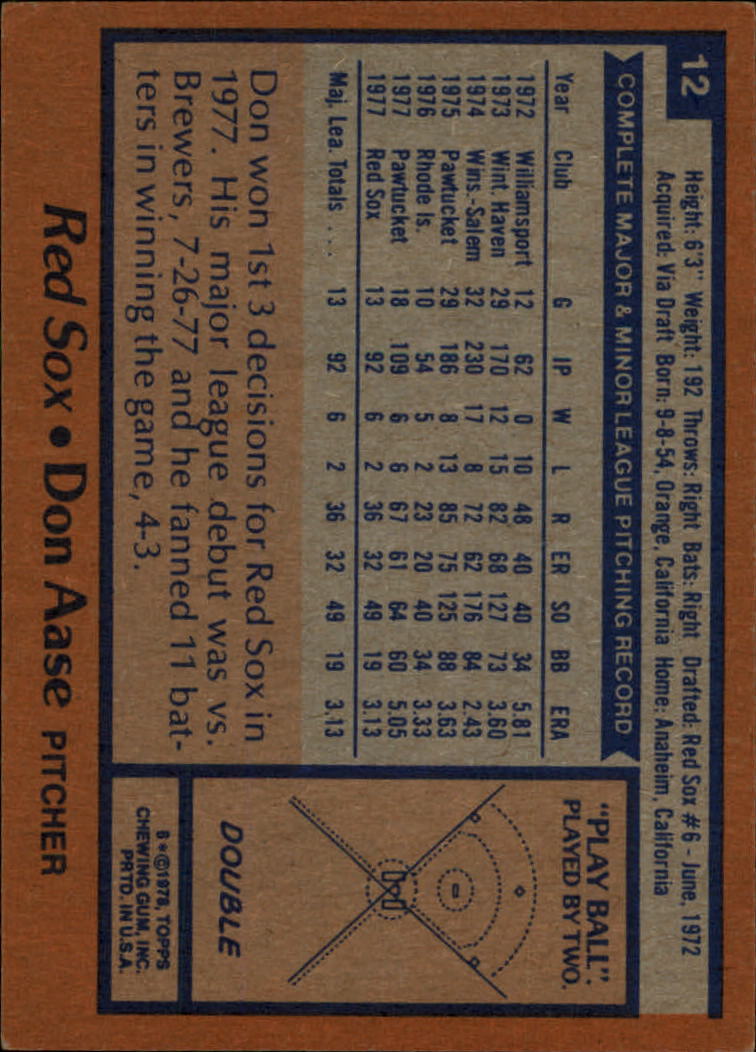 12
Height: 6'3" Weight: 192 Throws: Right Bats: Right Drafted: Red Sox #6 - June, 1972
Acquired: Via Draft Born: 9-8-54, Orange, California Home: Anaheim, California
COMPLETE MAJOR & MINOR LEAGUE PITCHING RECORD
Year Club G IP W L R ER SO BB ERA
1972 Williamsport 12 62 0 10 48 40 40 34 5.81
1973 Wint. Haven 29 170 12 15 82 68 127 73 3.60
1974 Wins.-Salem 32 230 17 8 72 62 176 84 2.43
1975 Pawtucket 29 186 8 13 85 75 125 88 3.63
1976 Rhode Is. 10 54 5 2 23 20 40 34 3.33
1977 Pawtucket 18 109 6 6 67 61 64 60 5.05
1977 Red Sox 13 92 6 2 36 32 49 19 3.13
Maj. Lea. Totals . . . 13 92 6 2 36 32 49 19 3.13
Don won 1st 3 decisions for Red Sox in
1977. His major league debut was vs.
Brewers, 7-26-77 and he fanned 11 bat-
ters in winning the game, 4-3.
"PLAY BALL":
PLAYED BY TWO.
DOUBLE
B*©1978, TOPPS
CHEWING GUM, INC.
PRTD. IN U.S.A.
Red Sox • Don Aase PITCHER